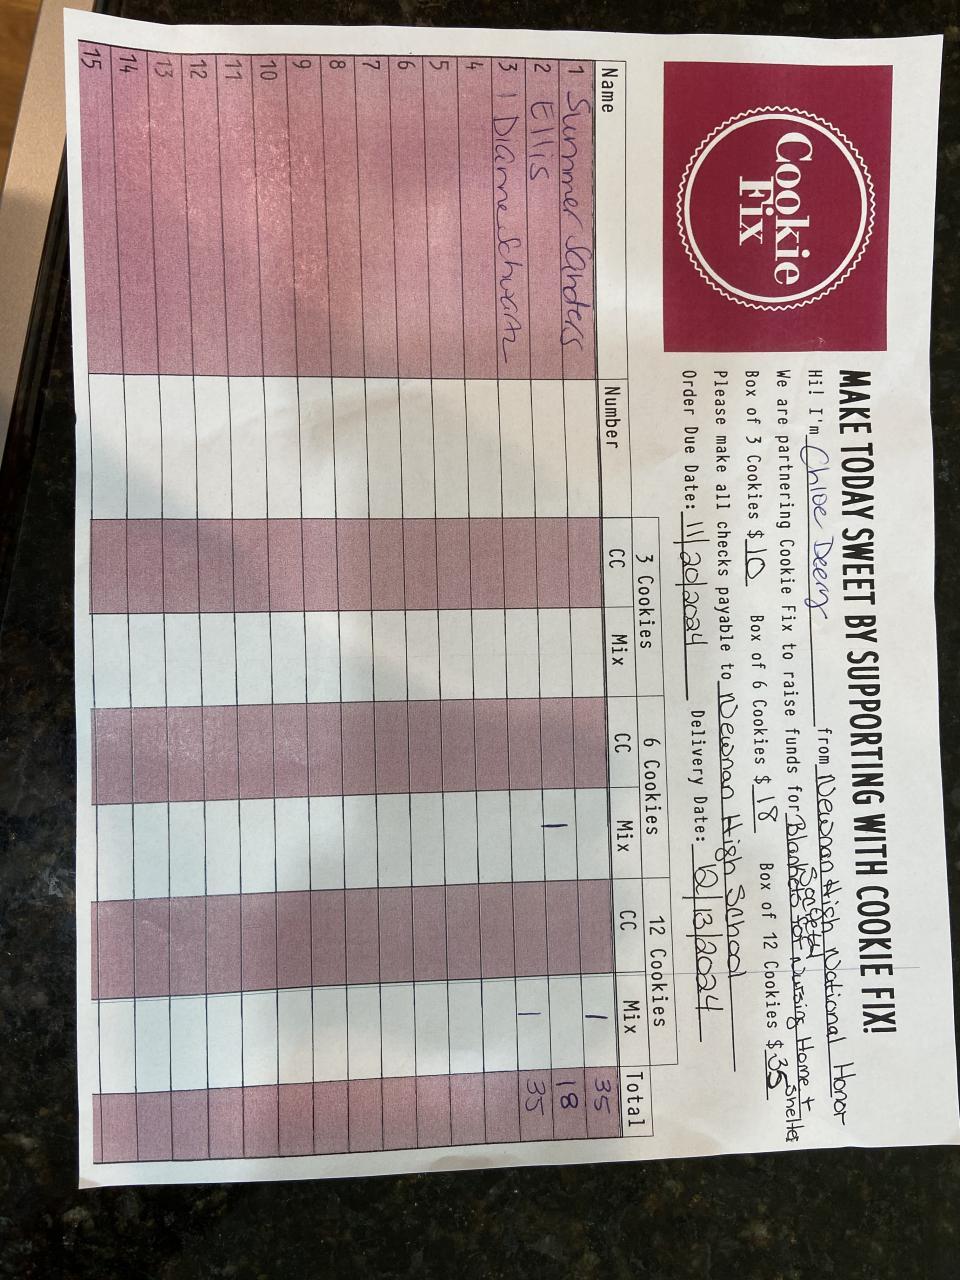 Cookie
Fix
MAKE TODAY SWEET BY SUPPORTING WITH COOKIE FIX!
Hi! I'm Chloe Deery from Newnan High National Honor Society
We are partnering Cookie Fix to raise funds for Blankets for Nursing Home + Shelter
Box of 3 Cookies $ 10 Box of 6 Cookies $ 18 Box of 12 Cookies $ 35
Please make all checks payable to Newnan High School
Order Due Date: 11/20/2024 Delivery Date: 12/13/2024
3 Cookies 6 Cookies 12 Cookies
Name Number CC Mix CC Mix CC Mix Total
1 Summer Sanders 1 35
2 Ellis 1 18
3 Dianne Schwartz 1 35
4
5
6
7
8
9
10
11
12
13
14
15